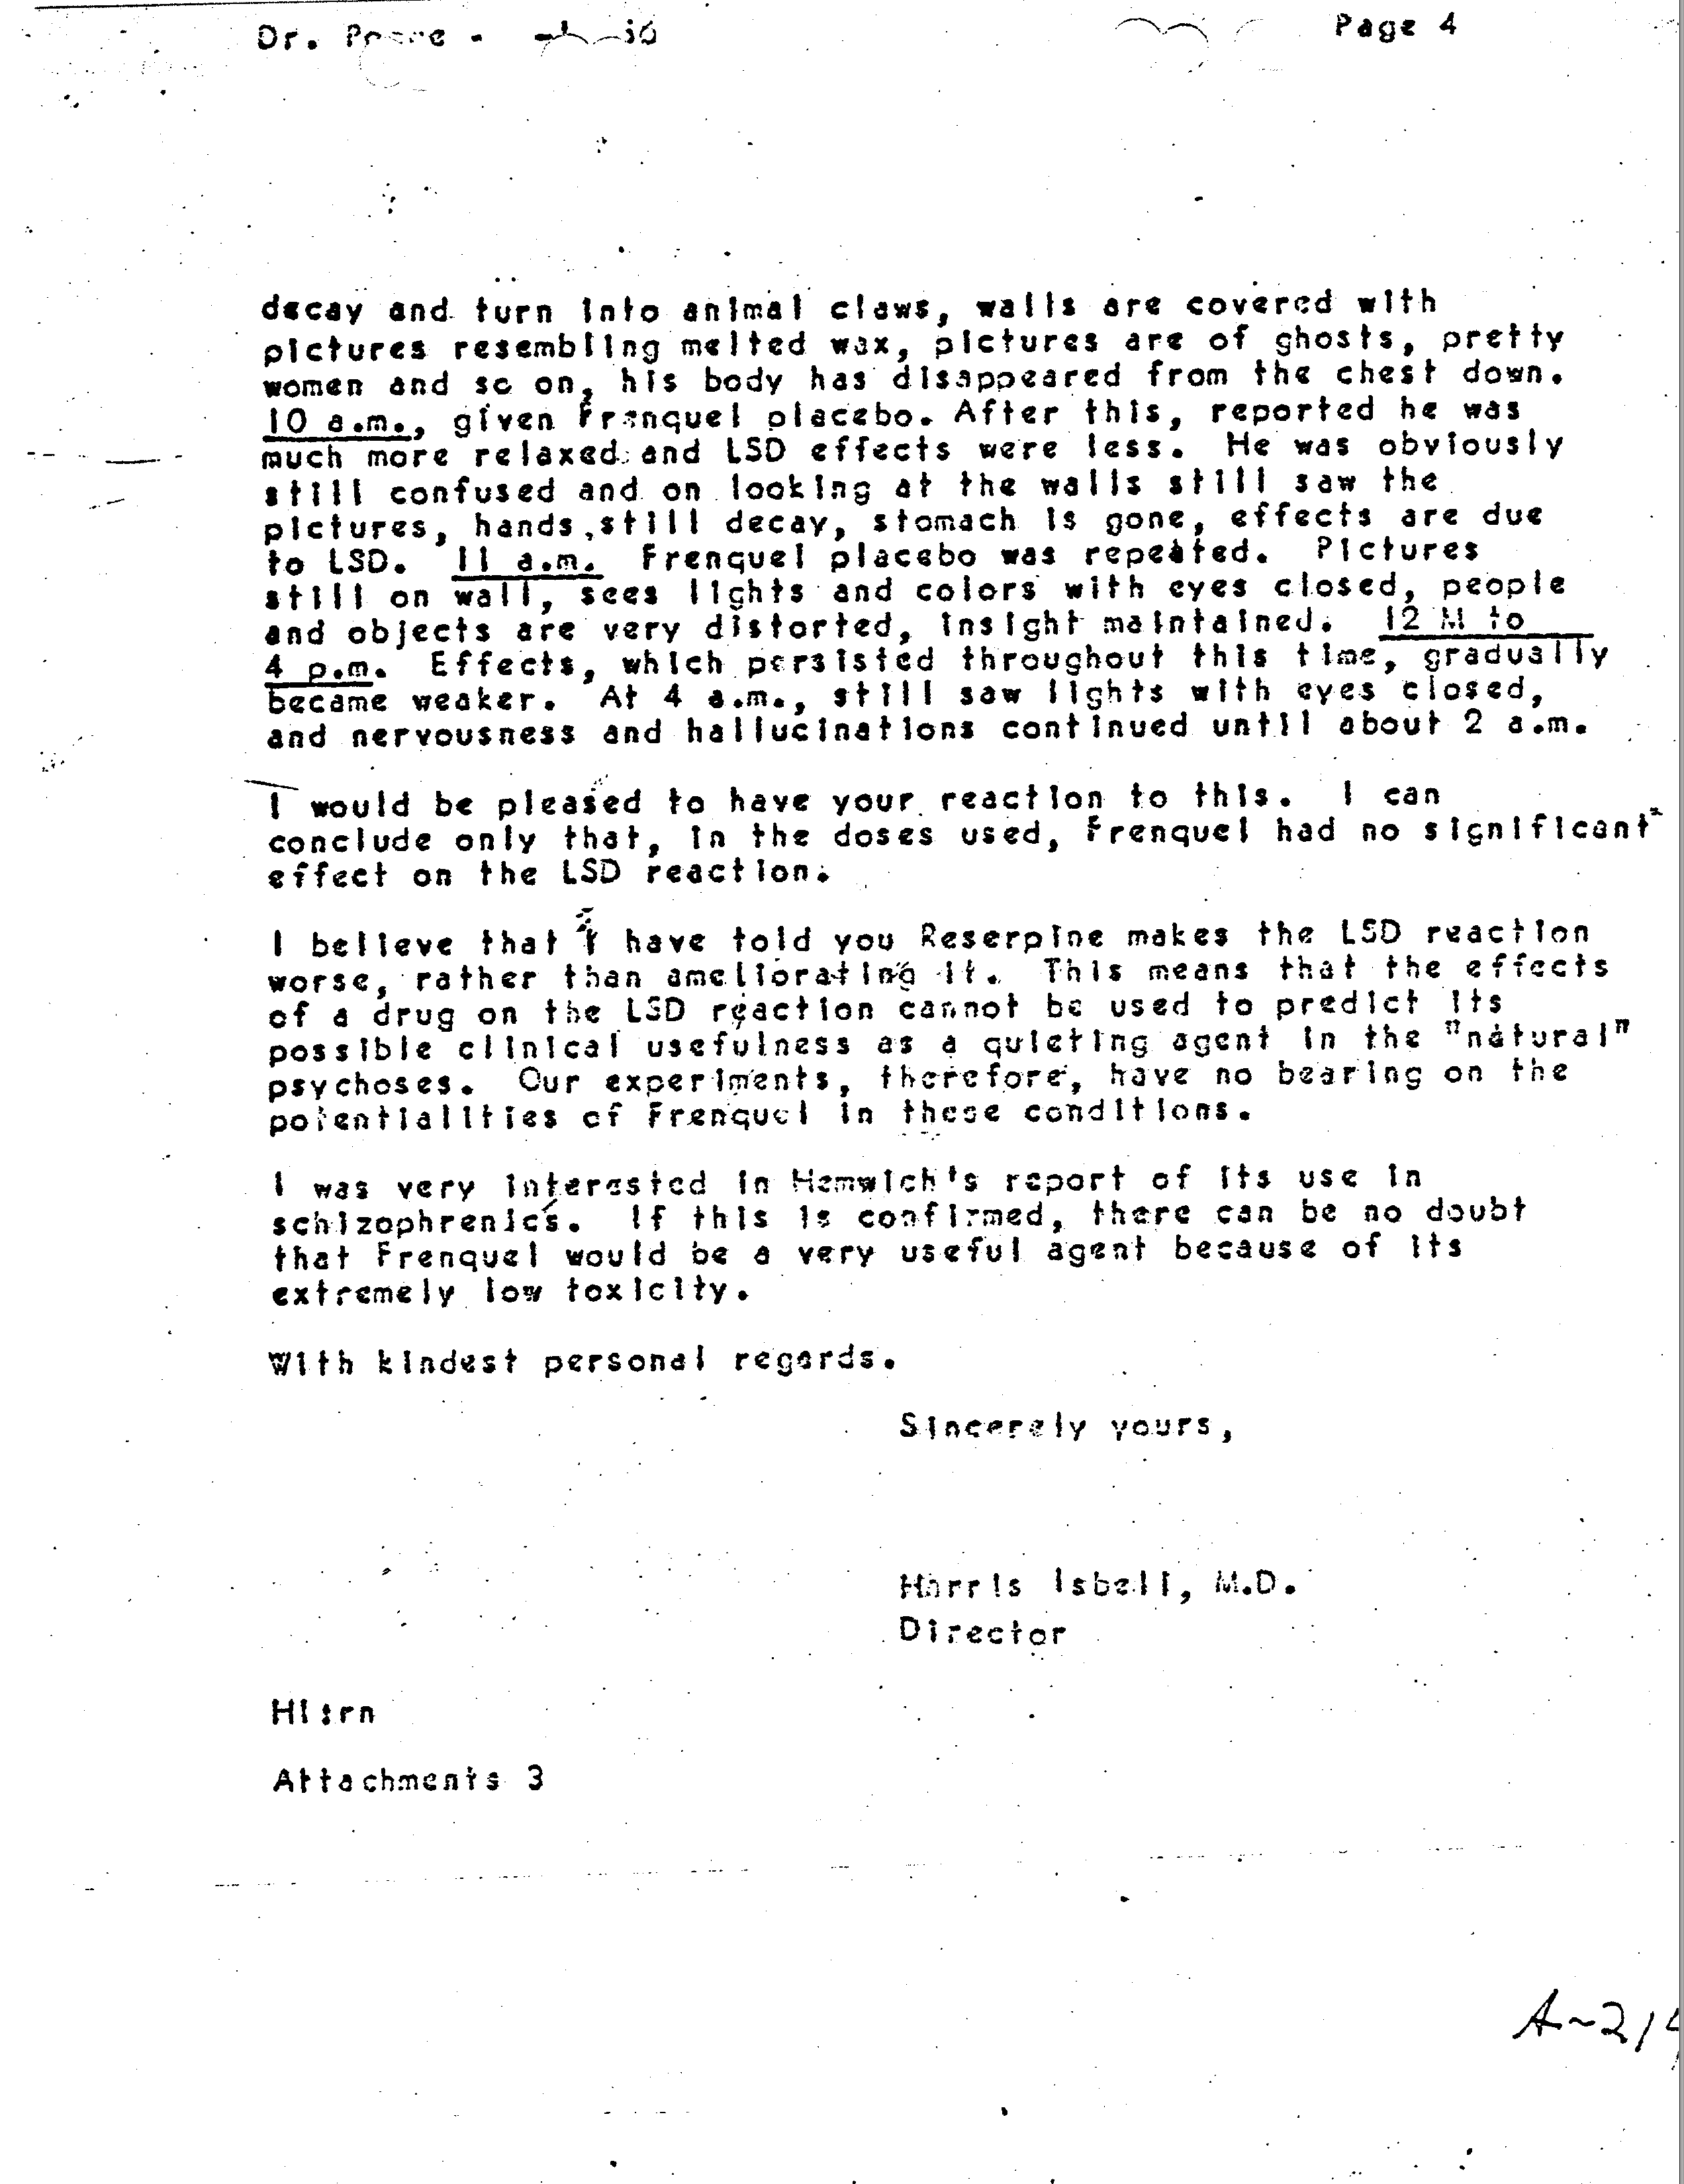 Dr. Page 4
decay and turn into animal claws, walls are covered with
pictures resembling melted wax, pictures are of ghosts, pretty
women and so on, his body has disappeared from the chest down.
10 a.m., given Frenquel placebo. After this, reported he was
much more relaxed and LSD effects were less. He was obviously
still confused and on looking at the walls still saw the
pictures, hands still decay, stomach is gone, effects are due
to LSD. 11 a.m. Frenquel placebo was repeated. Pictures
still on wall, sees lights and colors with eyes closed, people
and objects are very distorted, insight maintained. 12 M to
4 p.m. Effects, which persisted throughout this time, gradually
became weaker. At 4 a.m., still saw lights with eyes closed,
and nervousness and hallucinations continued until about 2 a.m.
I would be pleased to have your reaction to this. I can
conclude only that, in the doses used, Frenquel had no significant
effect on the LSD reaction.
I believe that I have told you Reserpine makes the LSD reaction
worse, rather than ameliorating it. This means that the effects
of a drug on the LSD reaction cannot be used to predict its
possible clinical usefulness as a quieting agent in the "natural"
psychoses. Our experiments, therefore, have no bearing on the
potentialities of Frenquel in these conditions.
I was very interested in Hemwich's report of its use in
schizophrenics. If this is confirmed, there can be no doubt
that Frenquel would be a very useful agent because of its
extremely low toxicity.
With kindest personal regards.
Sincerely yours,
Harris Isbell, M.D.
Director
HI:rn
Attachments 3